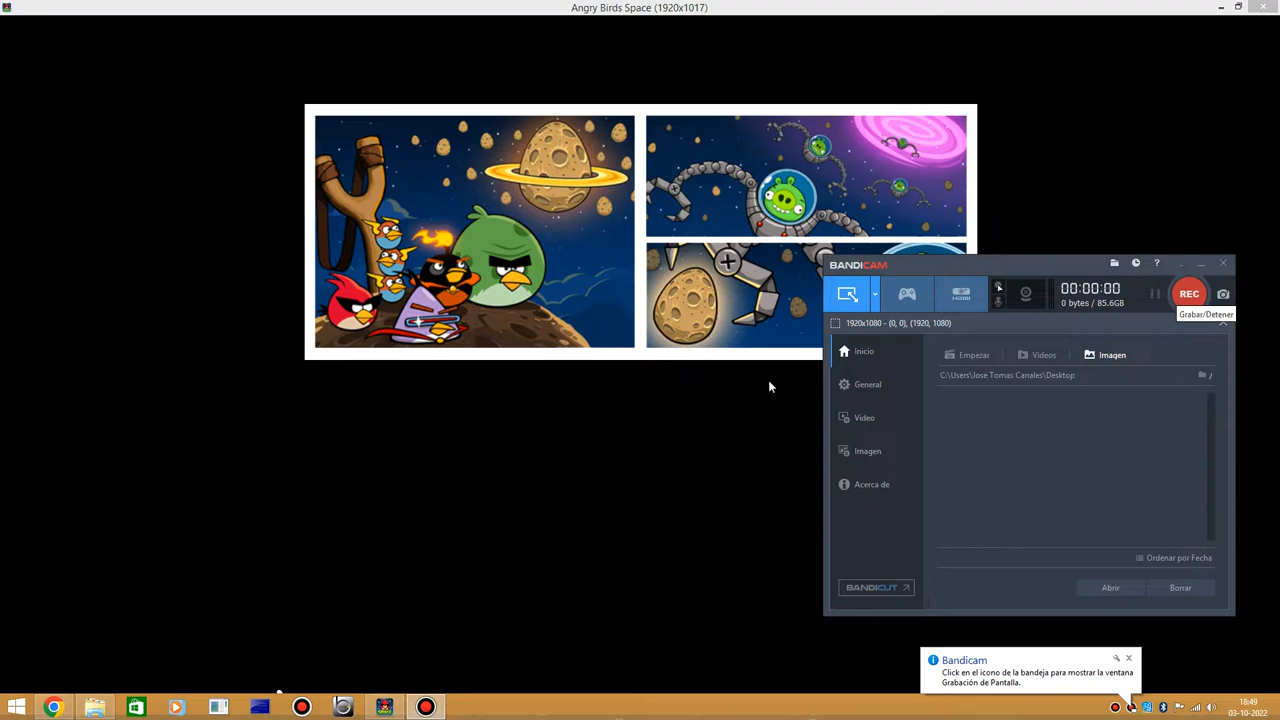 Angry Birds Space (1920x1017)
BANDICAM
HDMI
00:00:00
0 bytes / 85.6GB
REC
Grabar/Detener
1920x1080 - (0, 0), (1920, 1080)
Inicio
General
Video
Imagen
Acerca de
BANDICUT
Empezar
Videos
Imagen
C:\Users\Jose Tomas Canales\Desktop
Ordenar por Fecha
Abrir
Borrar
Bandicam
Click en el icono de la bandeja para mostrar la ventana
Grabación de Pantalla.
18:49
03-10-2022